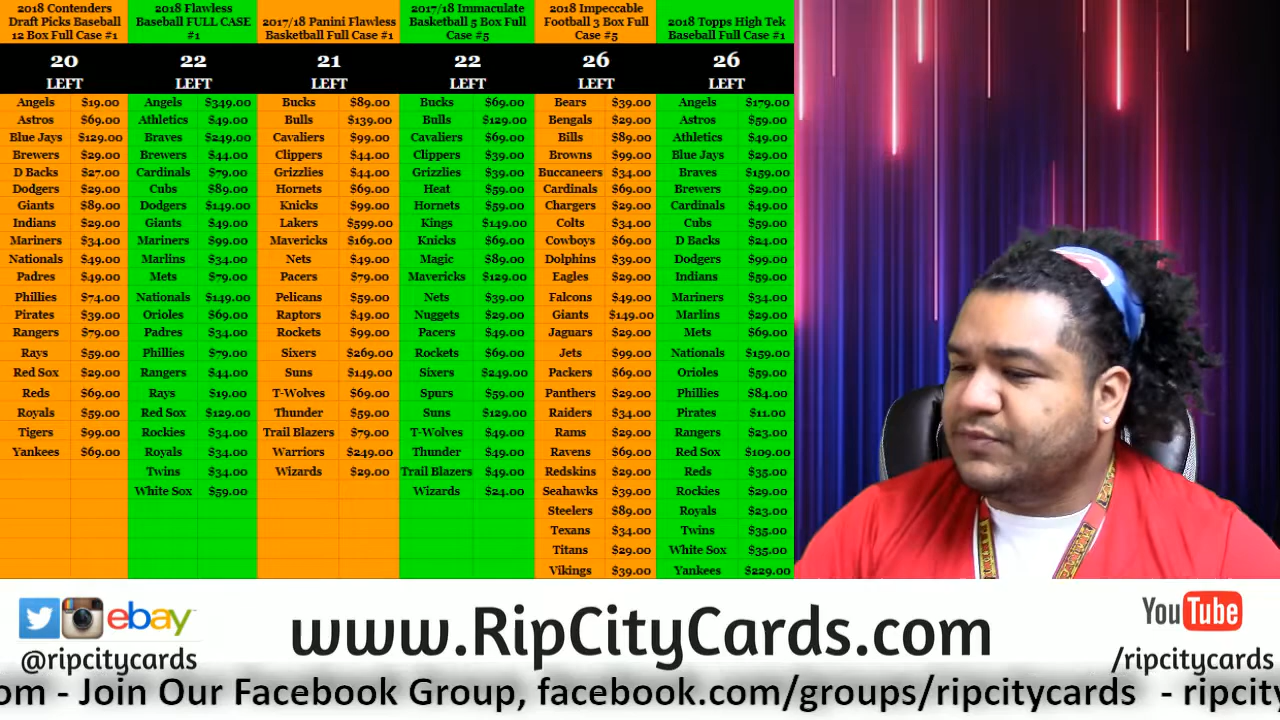 2018 Contenders
Draft Picks Baseball
12 Box Full Case #1
20
LEFT
Angels $19.00
Astros $69.00
Blue Jays $129.00
Brewers $29.00
D Backs $27.00
Dodgers $29.00
Giants $89.00
Indians $29.00
Mariners $34.00
Nationals $49.00
Padres $49.00
Phillies $74.00
Pirates $39.00
Rangers $79.00
Rays $59.00
Red Sox $29.00
Reds $69.00
Royals $59.00
Tigers $99.00
Yankees $69.00
2018 Flawless
Baseball FULL CASE
#1
22
LEFT
Angels $349.00
Athletics $49.00
Braves $249.00
Brewers $44.00
Cardinals $79.00
Cubs $89.00
Dodgers $149.00
Giants $49.00
Mariners $99.00
Marlins $34.00
Mets $79.00
Nationals $149.00
Orioles $69.00
Padres $34.00
Phillies $79.00
Rangers $44.00
Rays $19.00
Red Sox $129.00
Rockies $34.00
Royals $34.00
Twins $34.00
White Sox $59.00
2017/18 Panini Flawless
Basketball Full Case #1
21
LEFT
Bucks $89.00
Bulls $139.00
Cavaliers $99.00
Clippers $44.00
Grizzlies $44.00
Hornets $69.00
Knicks $99.00
Lakers $599.00
Mavericks $169.00
Nets $49.00
Pacers $79.00
Pelicans $59.00
Raptors $49.00
Rockets $99.00
Sixers $269.00
Suns $149.00
T-Wolves $69.00
Thunder $59.00
Trail Blazers $79.00
Warriors $249.00
Wizards $29.00
2017/18 Immaculate
Basketball 5 Box Full
Case #5
22
LEFT
Bucks $69.00
Bulls $129.00
Cavaliers $69.00
Clippers $39.00
Grizzlies $39.00
Heat $59.00
Hornets $59.00
Kings $149.00
Knicks $69.00
Magic $89.00
Mavericks $129.00
Nets $39.00
Nuggets $29.00
Pacers $49.00
Rockets $69.00
Sixers $249.00
Spurs $59.00
Suns $129.00
T-Wolves $49.00
Thunder $49.00
Trail Blazers $49.00
Wizards $24.00
2018 Impeccable
Football 3 Box Full
Case #5
26
LEFT
Bears $39.00
Bengals $29.00
Bills $89.00
Browns $99.00
Buccaneers $34.00
Cardinals $69.00
Chargers $29.00
Colts $34.00
Cowboys $69.00
Dolphins $39.00
Eagles $29.00
Falcons $49.00
Giants $149.00
Jaguars $29.00
Jets $99.00
Packers $69.00
Panthers $29.00
Raiders $34.00
Rams $29.00
Ravens $69.00
Redskins $29.00
Seahawks $39.00
Steelers $89.00
Texans $34.00
Titans $29.00
Vikings $39.00
2018 Topps High Tek
Baseball Full Case #1
26
LEFT
Angels $179.00
Astros $59.00
Athletics $49.00
Blue Jays $29.00
Braves $159.00
Brewers $29.00
Cardinals $49.00
Cubs $59.00
D Backs $24.00
Dodgers $99.00
Indians $59.00
Mariners $34.00
Marlins $29.00
Mets $69.00
Nationals $159.00
Orioles $59.00
Phillies $84.00
Pirates $11.00
Rangers $23.00
Red Sox $109.00
Reds $35.00
Rockies $29.00
Royals $23.00
Twins $35.00
White Sox $35.00
Yankees $229.00
ebay
@ripcitycards
www.RipCityCards.com
YouTube
/ripcitycards
om - Join Our Facebook Group, facebook.com/groups/ripcitycards - ripcity